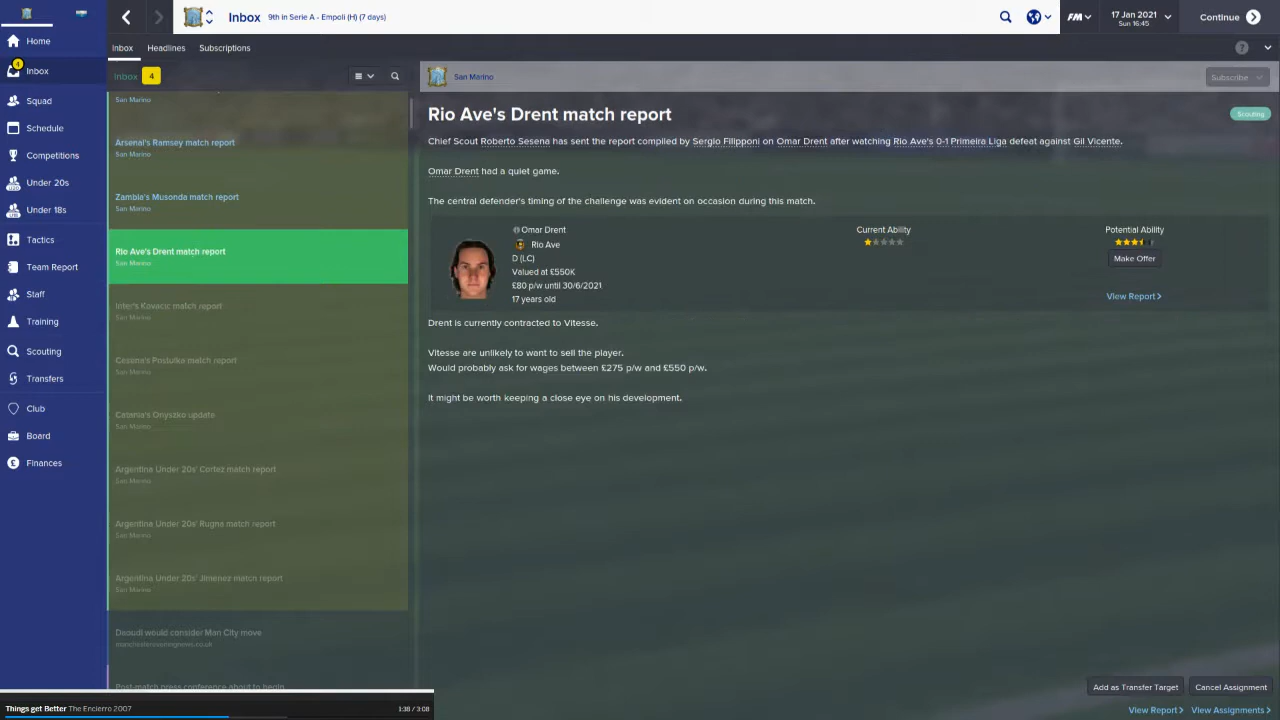 Inbox
9th in Serie A - Empoli (H) (7 days)
FM
17 Jan 2021
Sun 16:45
Continue
Home
4
Inbox
Squad
Schedule
Competitions
Under 20s
Under 18s
Tactics
Team Report
Staff
Training
Scouting
Transfers
Club
Board
Finances
Inbox
Headlines
Subscriptions
?
Inbox
4
San Marino
Arsenal's Ramsey match report
San Marino
Zambia's Musonda match report
San Marino
Rio Ave's Drent match report
San Marino
Inter's Kovacic match report
San Marino
Cesena's Postolka match report
San Marino
Catania's Onyszko update
San Marino
Argentina Under 20s' Cortez match report
San Marino
Argentina Under 20s' Rugna match report
San Marino
Argentina Under 20s' Jimenez match report
San Marino
Daoudi would consider Man City move
manchestereveningnews.co.uk
Post-match press conference about to begin
San Marino
Subscribe
Rio Ave's Drent match report
Scouting
Chief Scout Roberto Sesena has sent the report compiled by Sergio Filipponi on Omar Drent after watching Rio Ave's 0-1 Primeira Liga defeat against Gil Vicente.
Omar Drent had a quiet game.
The central defender's timing of the challenge was evident on occasion during this match.
Omar Drent
Rio Ave
D (LC)
Valued at £550K
£80 p/w until 30/6/2021
17 years old
Current Ability
Potential Ability
Make Offer
View Report
Drent is currently contracted to Vitesse.
Vitesse are unlikely to want to sell the player.
Would probably ask for wages between £275 p/w and £550 p/w.
It might be worth keeping a close eye on his development.
Add as Transfer Target
Cancel Assignment
View Report
View Assignments
Things get Better The Encierro 2007
1:38 / 3:08